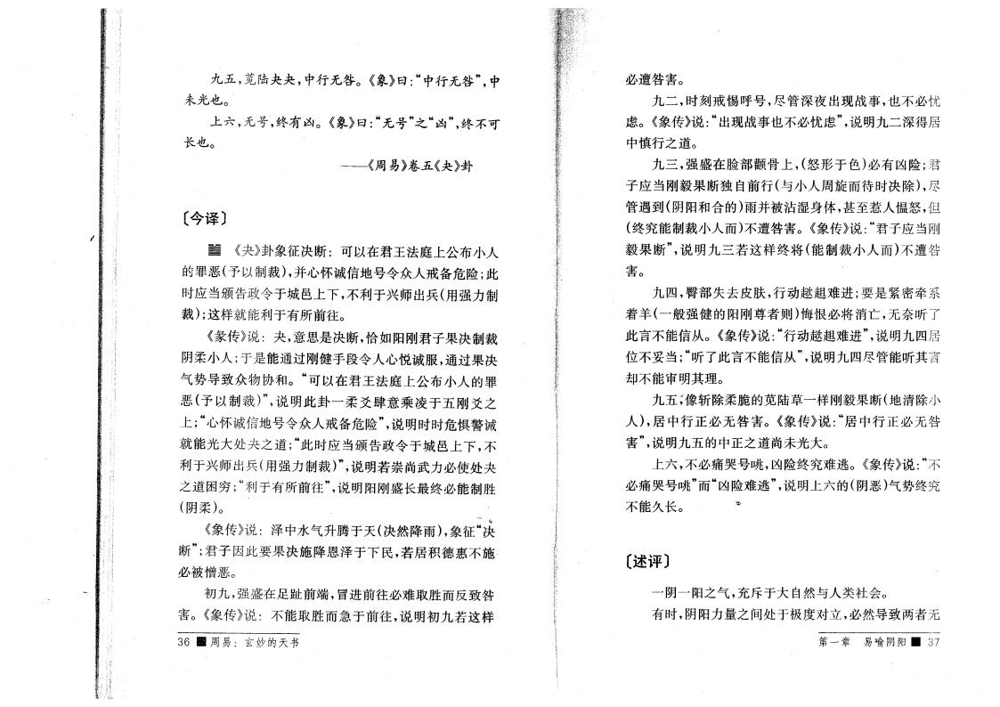 九五，苋陆夬夬，中行无咎。《象》曰：“中行无咎”，中
未光也。
上六，无号，终有凶。《象》曰：“无号”之“凶”，终不可
长也。
——《周易》卷五《夬》卦
〔今译〕
䷪ 《夬》卦象征决断：可以在君王法庭上公布小人
的罪恶(予以制裁)，并心怀诚信地号令众人戒备危险；此
时应当颁告政令于城邑上下，不利于兴师出兵(用强力制
裁)；这样就能利于有所前往。
《彖传》说：夬，意思是决断，恰如阳刚君子果决制裁
阴柔小人；于是能通过刚健手段令人心悦诚服，通过果决
气势导致众物协和。“可以在君王法庭上公布小人的罪
恶(予以制裁)”，说明此卦一柔爻肆意乘凌于五刚爻之
上；“心怀诚信地号令众人戒备危险”，说明时时危惧警诫
就能光大处夬之道；“此时应当颁告政令于城邑上下，不
利于兴师出兵(用强力制裁)”，说明若崇尚武力必使处夬
之道困穷；“利于有所前往”，说明阳刚盛长最终必能制胜
(阴柔)。
《象传》说：泽中水气升腾于天(决然降雨)，象征“决
断”；君子因此要果决施降恩泽于下民，若居积德惠不施
必被憎恶。
初九，强盛在足趾前端，冒进前往必难取胜而反致咎
害。《象传》说：不能取胜而急于前往，说明初九若这样
36 ■ 周易：玄妙的天书
必遭咎害。
九二，时刻戒惕呼号，尽管深夜出现战事，也不必忧
虑。《象传》说：“出现战事也不必忧虑”，说明九二深得居
中慎行之道。
九三，强盛在脸部颧骨上，(怒形于色)必有凶险；君
子应当刚毅果断独自前行(与小人周旋而待时决除)，尽
管遇到(阴阳和合的)雨并被沾湿身体，甚至惹人愠怒，但
(终究能制裁小人而)不遭咎害。《象传》说：“君子应当刚
毅果断”，说明九三若这样终将(能制裁小人而)不遭咎
害。
九四，臀部失去皮肤，行动趑趄难进；要是紧密牵系
着羊(一般强健的阳刚尊者则)悔恨必将消亡，无奈听了
此言不能信从。《象传》说：“行动趑趄难进”，说明九四居
位不妥当；“听了此言不能信从”，说明九四尽管能听其言
却不能审明其理。
九五，像斩除柔脆的苋陆草一样刚毅果断(地清除小
人)，居中行正必无咎害。《象传》说：“居中行正必无咎
害”，说明九五的中正之道尚未光大。
上六，不必痛哭号咷，凶险终究难逃。《象传》说：“不
必痛哭号咷”而“凶险难逃”，说明上六的(阴恶)气势终究
不能久长。
〔述评〕
一阴一阳之气，充斥于大自然与人类社会。
有时，阴阳力量之间处于极度对立，必然导致两者无
第一章 易喻阴阳 ■ 37